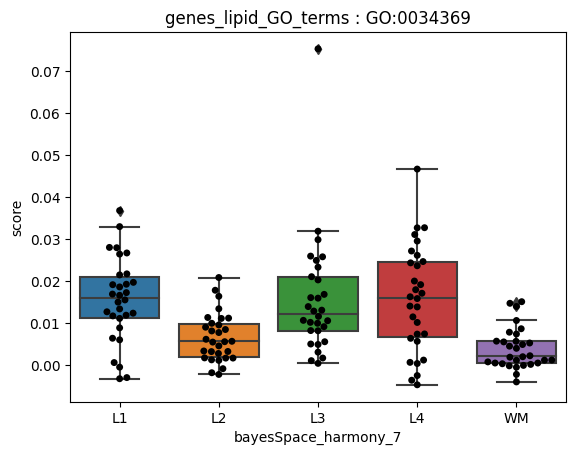 genes_lipid_GO_terms : GO:0034369
score
0.07
0.06
0.05
0.04
0.03
0.02
0.01
0.00
L1 L2 L3 L4 WM
bayesSpace_harmony_7